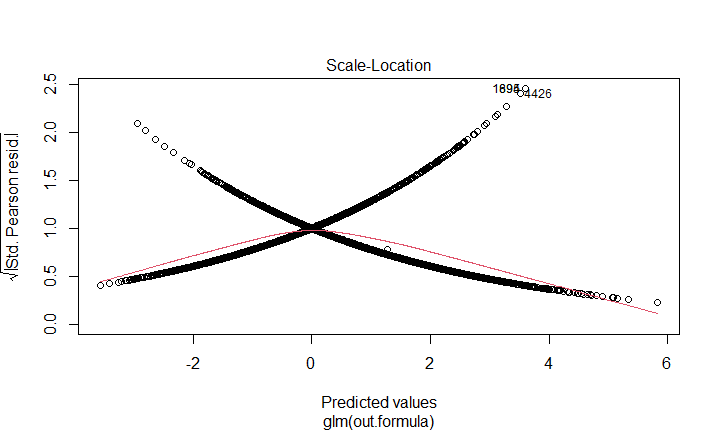 Scale-Location
√|Std. Pearson resid.|
2.5
2.0
1.5
1.0
0.5
0.0
4426
-2 0 2 4 6
Predicted values
glm(out.formula)